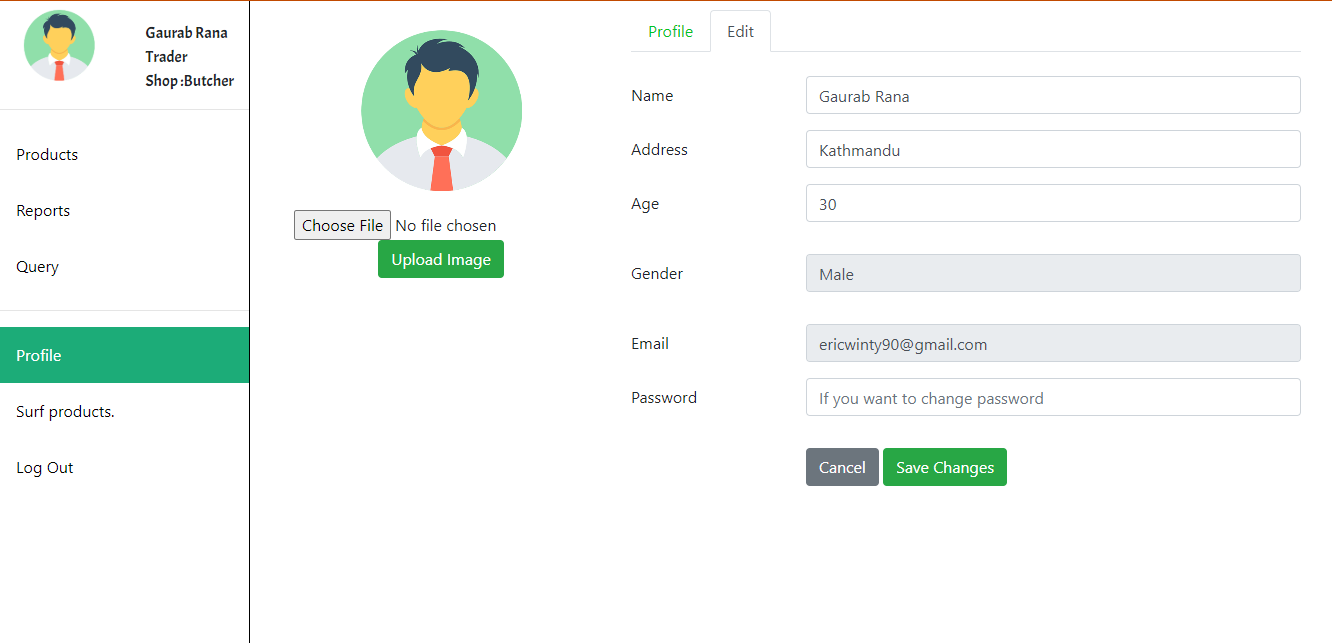 Gaurab Rana
Trader
Shop :Butcher
Products
Reports
Query
Profile
Surf products.
Log Out
Choose File No file chosen
Upload Image
Profile Edit
Name Gaurab Rana
Address Kathmandu
Age 30
Gender Male
Email ericwinty90@gmail.com
Password If you want to change password
Cancel Save Changes